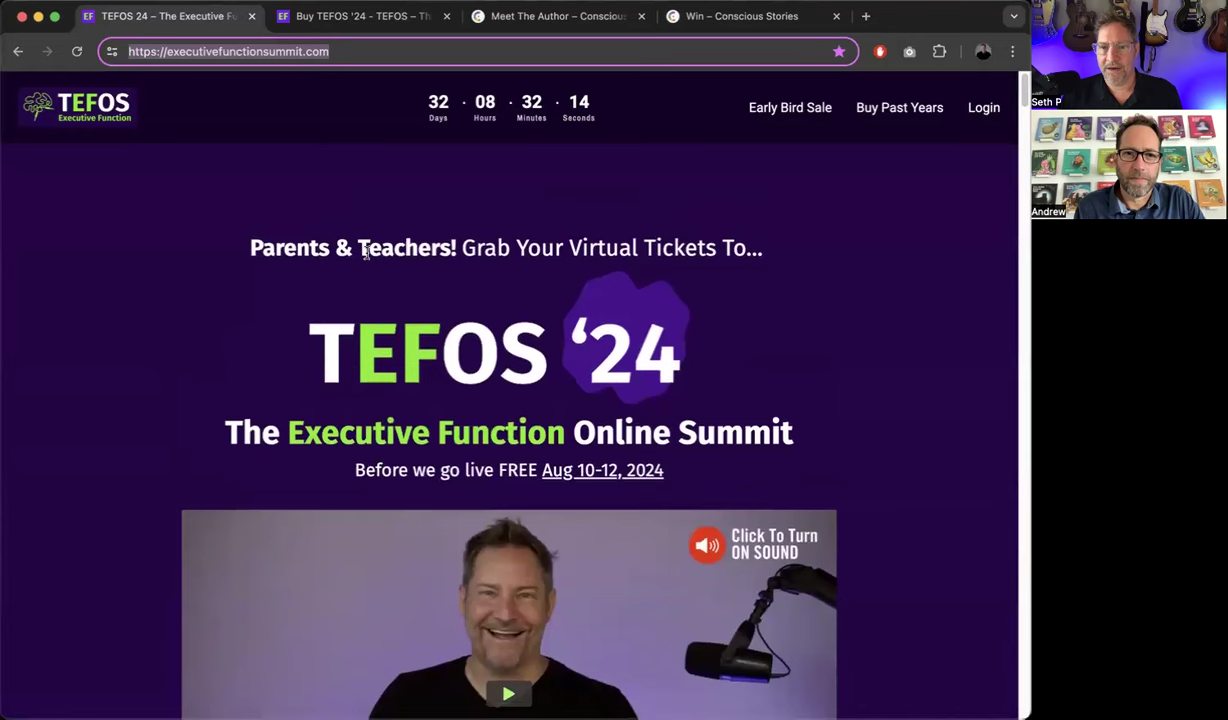 TEFOS 24 – The Executive Fu
Buy TEFOS '24 - TEFOS – Th
Meet The Author – Conscious
Win – Conscious Stories
https://executivefunctionsummit.com
TEFOS
Executive Function
32 · 08 · 32 · 14
Days Hours Minutes Seconds
Early Bird Sale Buy Past Years Login
Parents & Teachers! Grab Your Virtual Tickets To...
TEFOS ‘24
The Executive Function Online Summit
Before we go live FREE Aug 10-12, 2024
Click To Turn
ON SOUND
Seth P
Andrew